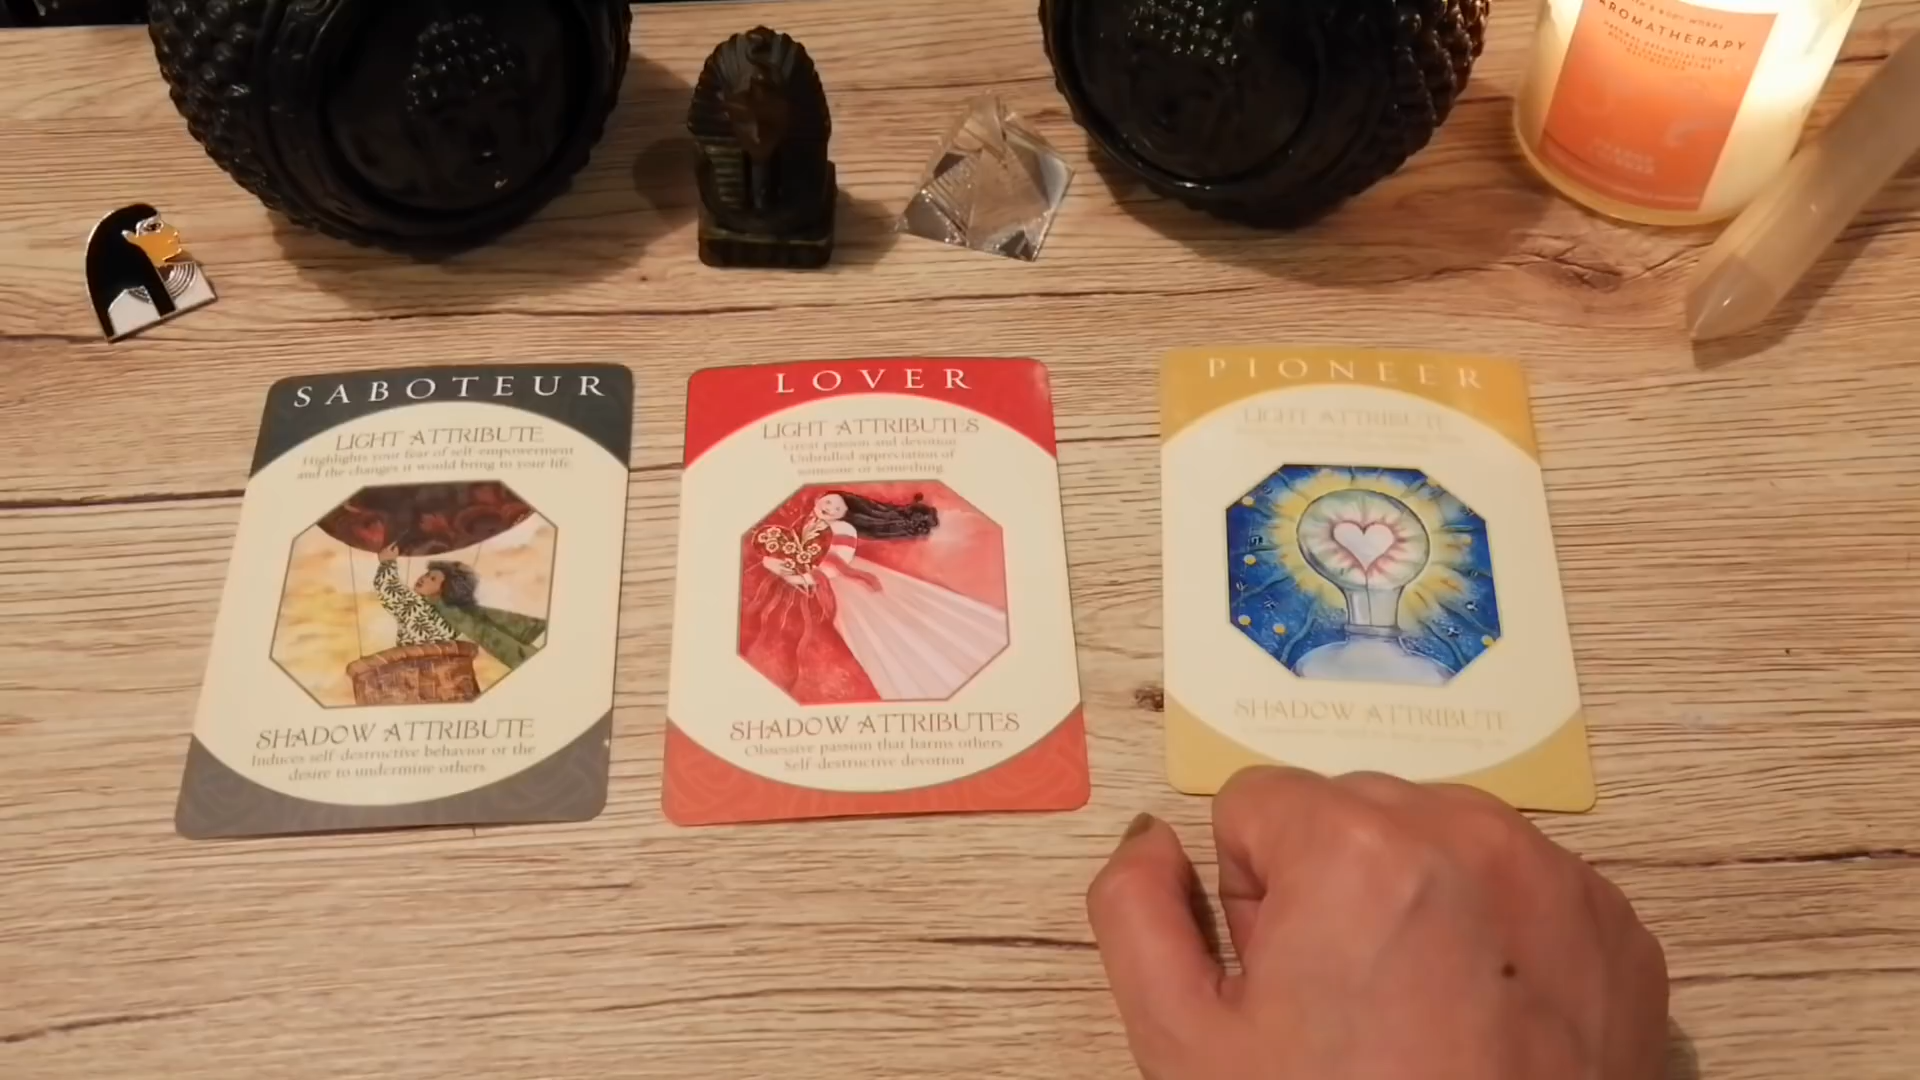 AROMATHERAPY
SABOTEUR
LIGHT ATTRIBUTE
Highlights your fear of self-empowerment
and the changes it would bring to your life.
SHADOW ATTRIBUTE
Induces self-destructive behavior or the
desire to undermine others
LOVER
LIGHT ATTRIBUTES
Great passion and devotion
Unbridled appreciation of
someone or something
SHADOW ATTRIBUTES
Obsessive passion that harms others
Self-destructive devotion
PIONEER
LIGHT ATTRIBUTE
SHADOW ATTRIBUTE